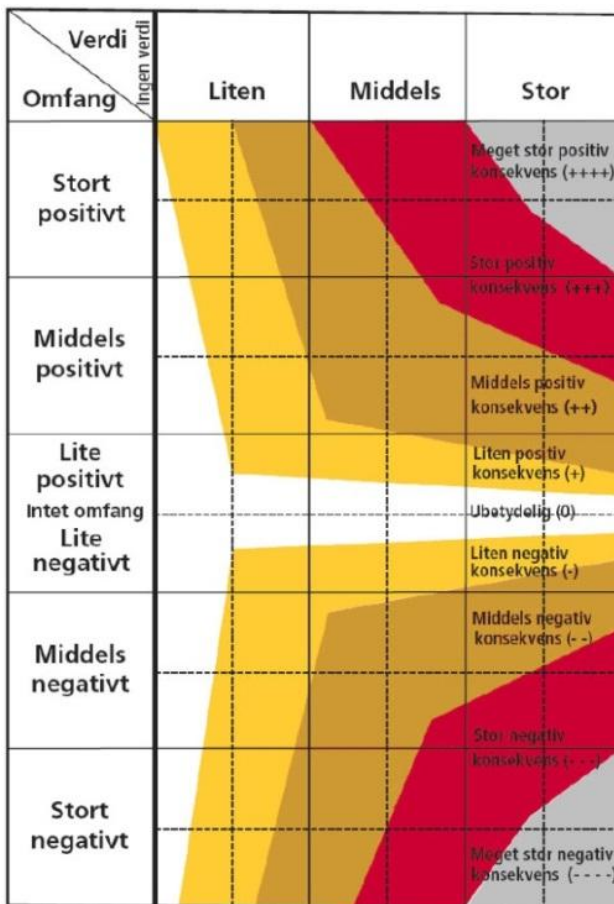 Verdi
Omfang
Ingen verdi
Liten
Middels
Stor
Stort
positivt
Meget stor positiv
konsekvens (++++)
Stor positiv
konsekvens (+++)
Middels
positivt
Middels positiv
konsekvens (++)
Lite
positivt
Liten positiv
konsekvens (+)
Intet omfang
Ubetydelig (0)
Lite
negativt
Liten negativ
konsekvens (-)
Middels
negativt
Middels negativ
konsekvens (- -)
Stor negativ
konsekvens (- - -)
Stort
negativt
Meget stor negativ
konsekvens (- - - -)